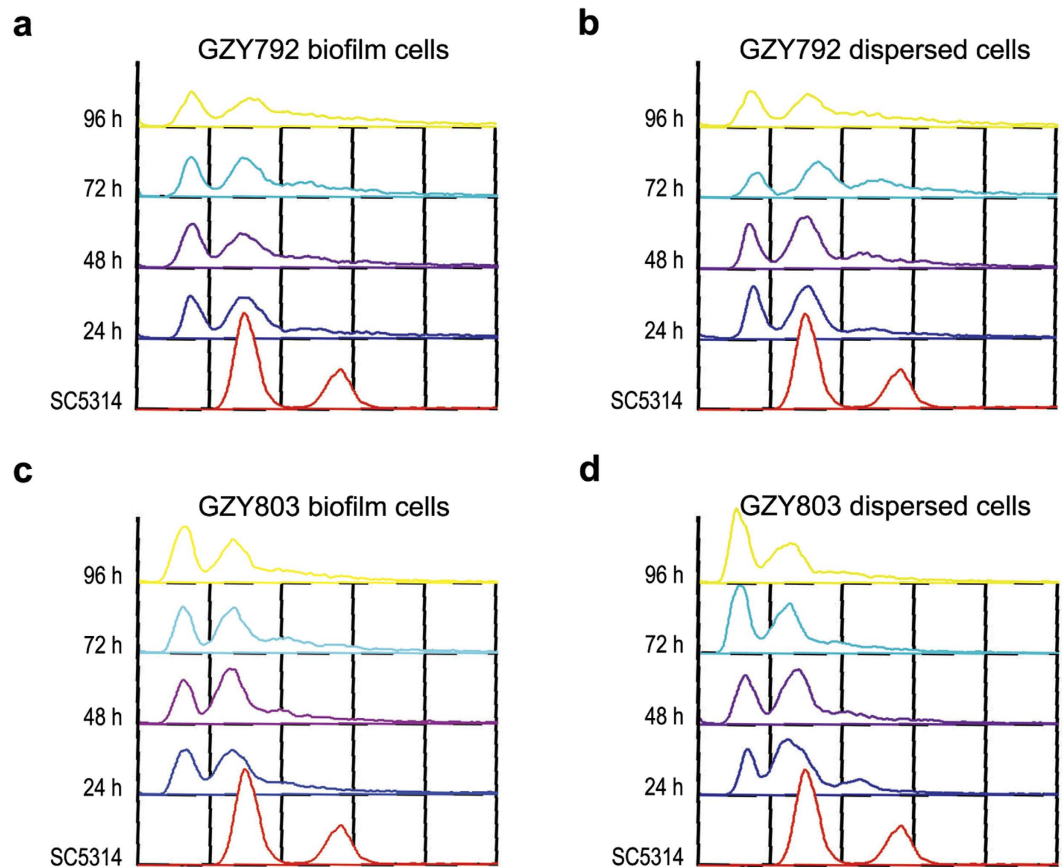 a
GZY792 biofilm cells
96 h
72 h
48 h
24 h
SC5314
b
GZY792 dispersed cells
96 h
72 h
48 h
24 h
SC5314
c
GZY803 biofilm cells
96 h
72 h
48 h
24 h
SC5314
d
GZY803 dispersed cells
96 h
72 h
48 h
24 h
SC5314